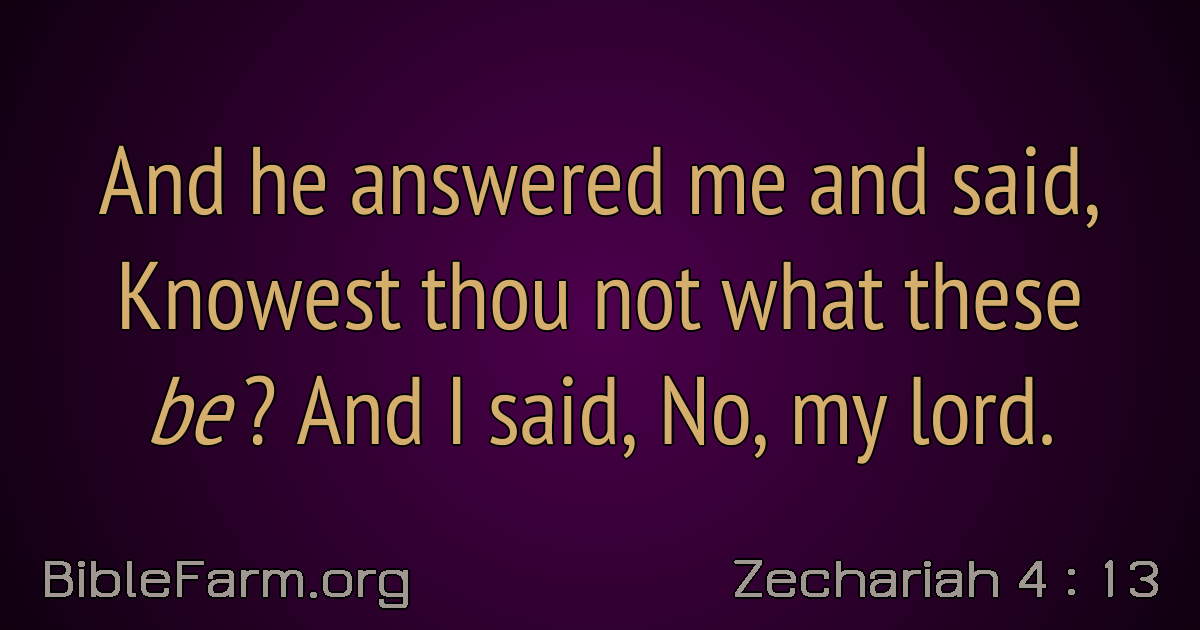 And he answered me and said,
Knowest thou not what these
be? And I said, No, my lord.
BibleFarm.org
Zechariah 4 : 13